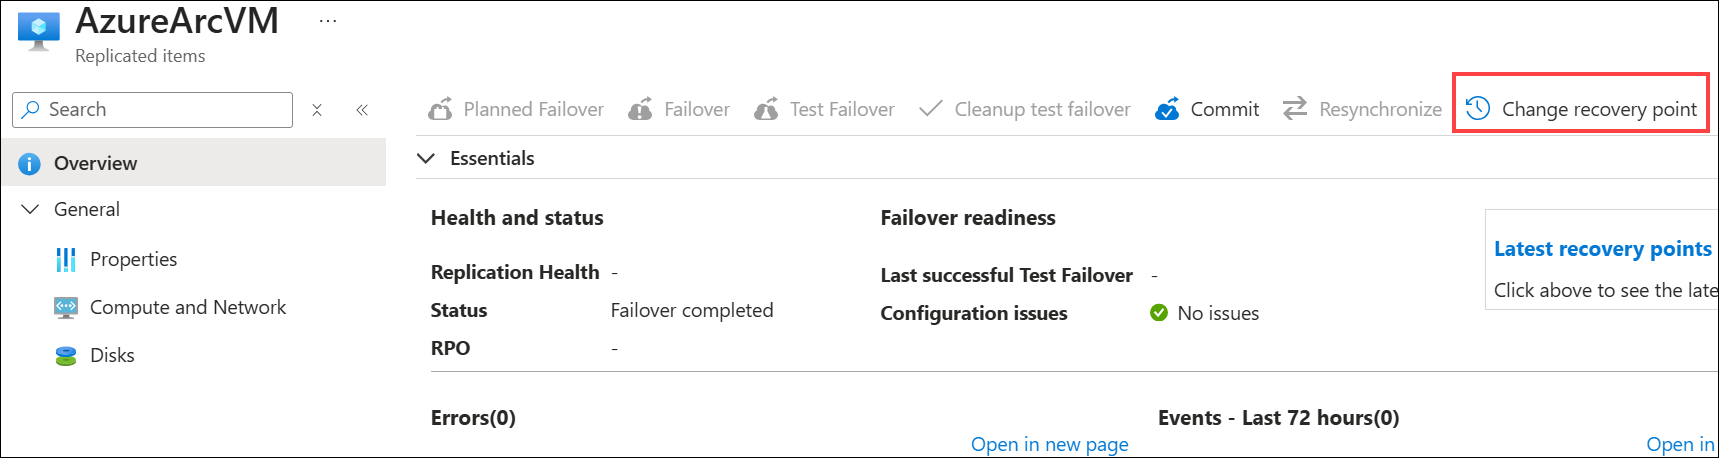 AzureArcVM ...
Replicated items
Search
Planned Failover Failover Test Failover Cleanup test failover Commit Resynchronize Change recovery point
Overview
General
Properties
Compute and Network
Disks
Essentials
Health and status
Replication Health -
Status Failover completed
RPO -
Failover readiness
Last successful Test Failover -
Configuration issues No issues
Latest recovery points
Click above to see the late
Errors(0)
Open in new page
Events - Last 72 hours(0)
Open in